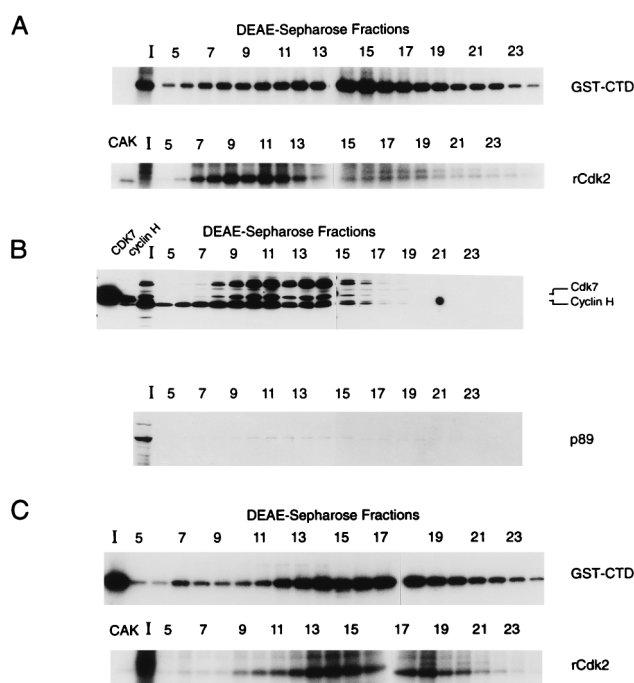 A
DEAE-Sepharose Fractions
I 5 7 9 11 13 15 17 19 21 23
GST-CTD
CAK I 5 7 9 11 13 15 17 19 21 23
rCdk2
B
DEAE-Sepharose Fractions
CDK7 cyclin H I 5 7 9 11 13 15 17 19 21 23
Cdk7
Cyclin H
I 5 7 9 11 13 15 17 19 21 23
p89
C
DEAE-Sepharose Fractions
I 5 7 9 11 13 15 17 19 21 23
GST-CTD
CAK I 5 7 9 11 13 15 17 19 21 23
rCdk2